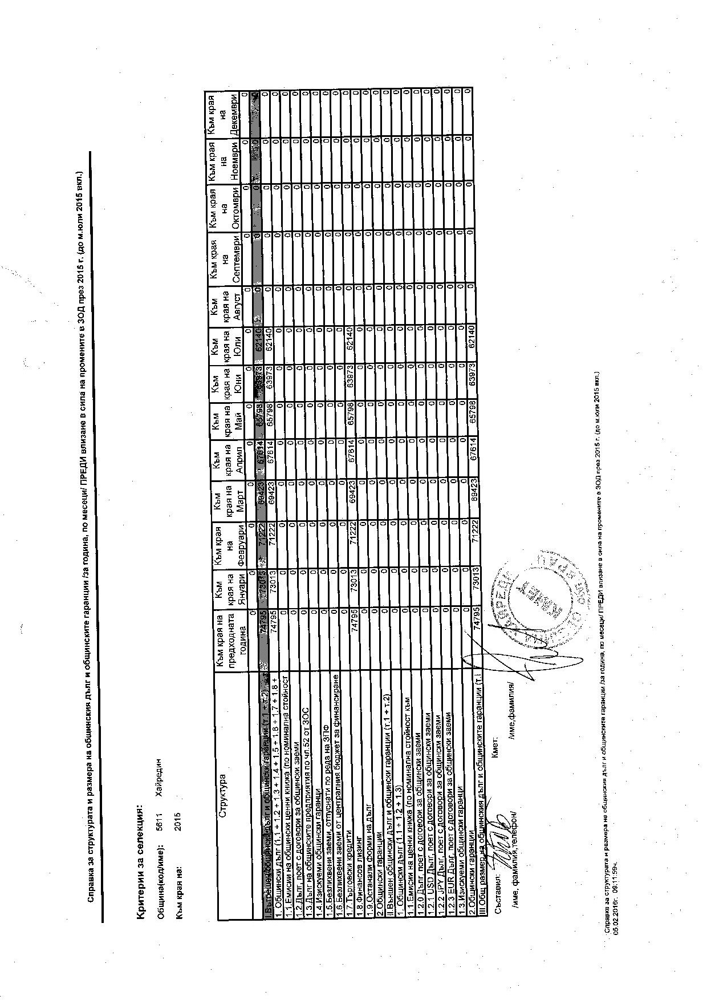 Справка за структурата и размера на общинския дълг и общинските гаранции /за година, по месеци/ ПРЕДИ влизане в сила на промените в ЗОД през 2015 г. (до м.юли 2015 вкл.)
Критерии за селекция:
Община(код/име): 5611 Хайредин
Към края на: 2015
Структура | Към края на предходната година | Към края на Януари | Към края на Февруари | Към края на Март | Към края на Април | Към края на Май | Към края на Юни | Към края на Юли | Към края на Август | Към края на Септември | Към края на Октомври | Към края на Ноември | Към края на Декември
0 0 0 0 0 0 0 0 0 0 0 0 0
общински дълг и общински гаранции (т.1 + т.2) 74795 73013 71222 69423 67614 65798 63973 62140 0 0 0 0
1. Общински дълг (1.1 + 1.2 + 1.3 + 1.4 + 1.5 + 1.6 + 1.7 + 1.8 + 74795 73013 71222 69423 67614 65798 63973 62140 0 0 0 0 0
1.1.Емисии на общински ценни книжа (по номинална стойност 0 0 0 0 0 0 0 0 0 0 0 0 0
1.2.Дълг, поет с договори за общински заеми 0 0 0 0 0 0 0 0 0 0 0 0 0
1.3.Дълг на общинските предприятия по чл.52 от ЗОС 0 0 0 0 0 0 0 0 0 0 0 0 0
1.4.Изискуеми общински гаранци 0 0 0 0 0 0 0 0 0 0 0 0 0
1.5.Безлихвени заеми, отпуснати по реда на ЗПФ 0 0 0 0 0 0 0 0 0 0 0 0 0
1.6.Безлихвени заеми от централния бюджет за финансиране 0 0 0 0 0 0 0 0 0 0 0 0 0
1.7.Търговски кредити 74795 73013 71222 69423 67614 65798 63973 62140 0 0 0 0 0
1.8.Финансов лизинг 0 0 0 0 0 0 0 0 0 0 0 0 0
1.9.Останали форми на дълг 0 0 0 0 0 0 0 0 0 0 0 0 0
2.Общински гаранции 0 0 0 0 0 0 0 0 0 0 0 0 0
II.Външен общински дълг и общински гаранции (т.1 + т.2) 0 0 0 0 0 0 0 0 0 0 0 0 0
1. Общински дълг (1.1 + 1.2 + 1.3) 0 0 0 0 0 0 0 0 0 0 0 0 0
1.1.Емисии на ценни книжа (по номинална стойност към 0 0 0 0 0 0 0 0 0 0 0 0 0
1.2.0 Дълг, поет с договори за общински заеми 0 0 0 0 0 0 0 0 0 0 0 0 0
1.2.1 USD Дълг, поет с договори за общински заеми 0 0 0 0 0 0 0 0 0 0 0 0 0
1.2.2 JPY Дълг, поет с договори за общински заеми 0 0 0 0 0 0 0 0 0 0 0 0 0
1.2.3 EUR Дълг, поет с договори за общински заеми 0 0 0 0 0 0 0 0 0 0 0 0 0
1.3.Изискуеми общински гаранци 0 0 0 0 0 0 0 0 0 0 0 0 0
2.Общински гаранции 0 0 0 0 0 0 0 0 0 0 0 0 0
III.Общ размер на общинския дълг и общинските гаранции (т.I 74795 73013 71222 69423 67614 65798 63973 62140 0 0 0 0 0
Съставил: Кмет:
/име, фамилия,телефон/ /име,фамилия/
КМЕТ
Справка за структурата и размера на общинския дълг и общинските гаранции /за година, по месеци/ ПРЕДИ влизане в сила на промените в ЗОД през 2015 г. (до м.юли 2015 вкл.)
05.02.2016г. 09:11:59ч.